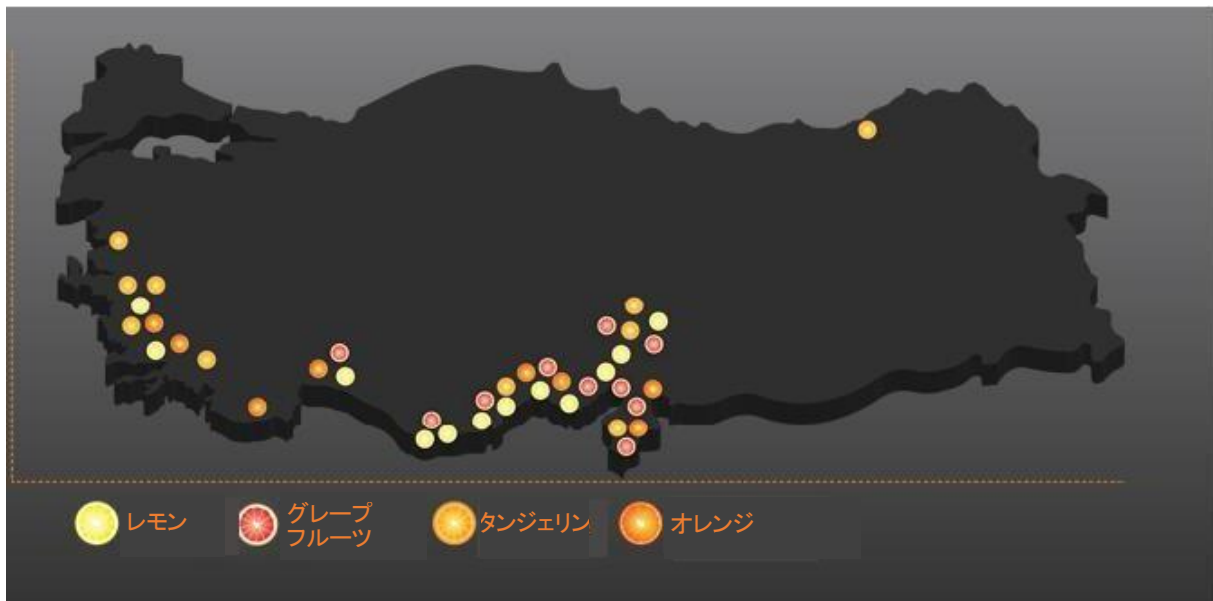 レモン
グレープ
フルーツ
タンジェリン
オレンジ